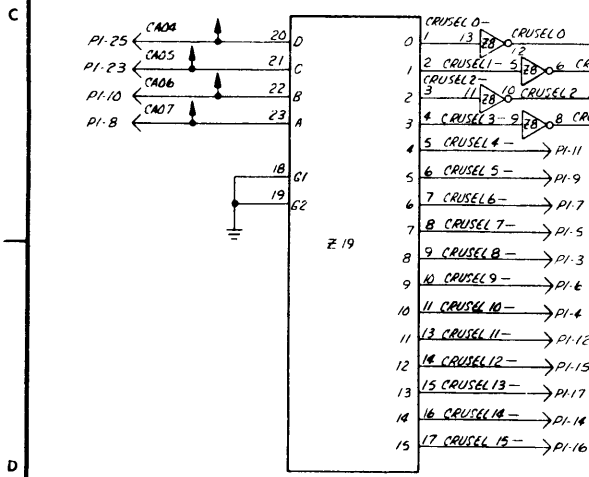 C
CRUSEL 0-
P1-25 CA04 20 D 0 1 13 Z8 12 CRUSEL 0
P1-23 CA05 21 C 1 2 CRUSEL 1- 5 Z8 6
P1-10 CA06 22 B 2 3 CRUSEL 2- 11 Z8 10 CRUSEL 2
P1-8 CA07 23 A 3 4 CRUSEL 3- 9 Z8 8
4 5 CRUSEL 4- P1-11
18 G1 5 6 CRUSEL 5- P1-9
19 G2 6 7 CRUSEL 6- P1-7
7 8 CRUSEL 7- P1-5
Z 19
8 9 CRUSEL 8- P1-3
9 10 CRUSEL 9- P1-6
10 11 CRUSEL 10- P1-4
11 13 CRUSEL 11- P1-12
12 14 CRUSEL 12- P1-15
13 15 CRUSEL 13- P1-17
14 16 CRUSEL 14- P1-14
15 17 CRUSEL 15- P1-16
D